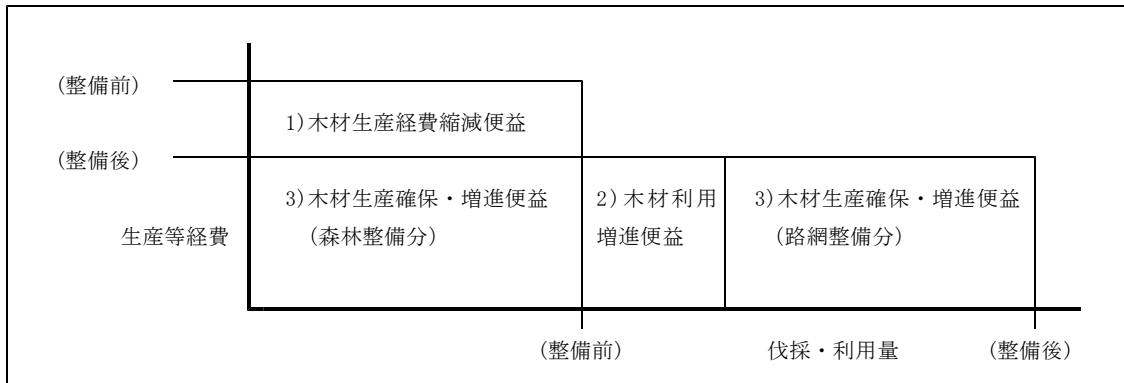 (整備前)
1)木材生産経費縮減便益
(整備後)
3)木材生産確保・増進便益
(森林整備分)
2)木材利用
増進便益
3)木材生産確保・増進便益
(路網整備分)
生産等経費
(整備前)
伐採・利用量
(整備後)